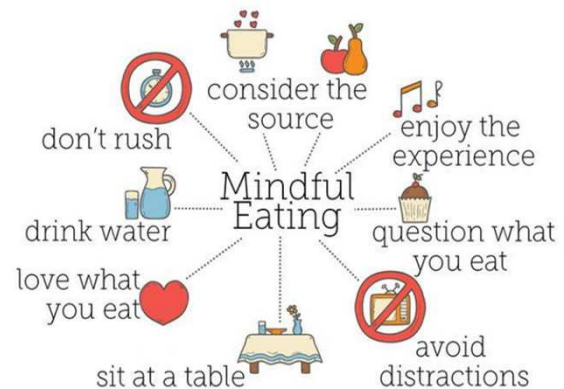 consider the
source
don't rush
enjoy the
experience
Mindful
Eating
drink water
question what
you eat
love what
you eat
sit at a table
avoid
distractions